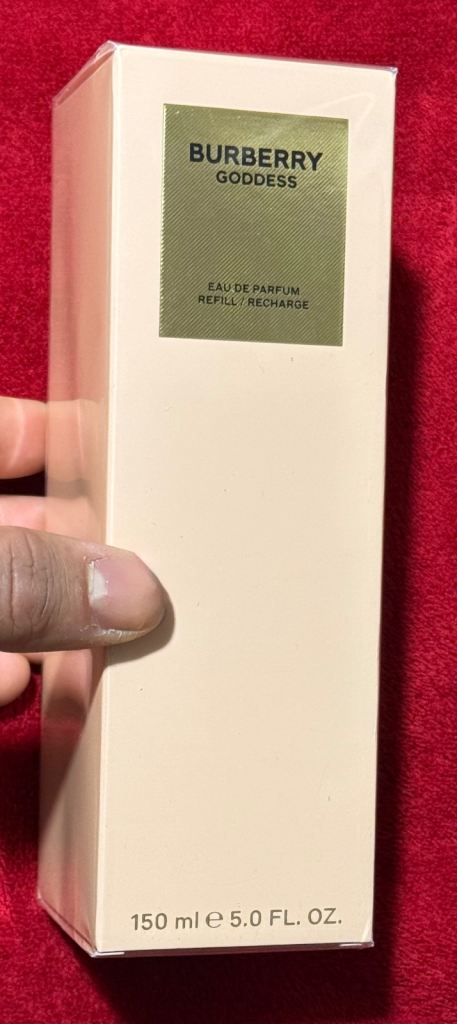 BURBERRY
GODDESS
EAU DE PARFUM
REFILL / RECHARGE
150 ml ℮ 5.0 FL. OZ.